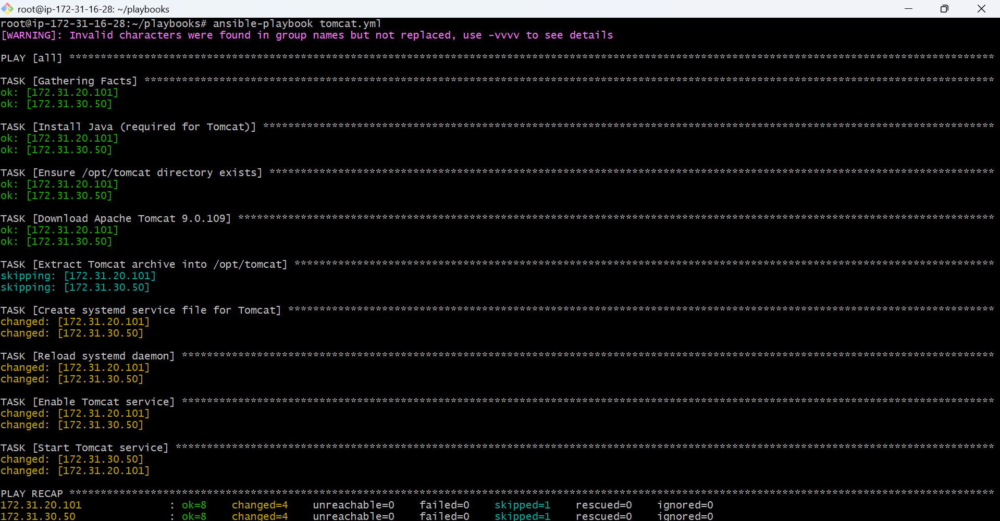 root@ip-172-31-16-28: ~/playbooks
root@ip-172-31-16-28:~/playbooks# ansible-playbook tomcat.yml
[WARNING]: Invalid characters were found in group names but not replaced, use -vvvv to see details
PLAY [all] ****************************************************************************************************************************************************
TASK [Gathering Facts] ****************************************************************************************************************************************
ok: [172.31.20.101]
ok: [172.31.30.50]
TASK [Install Java (required for Tomcat)] *********************************************************************************************************************
ok: [172.31.20.101]
ok: [172.31.30.50]
TASK [Ensure /opt/tomcat directory exists] ********************************************************************************************************************
ok: [172.31.20.101]
ok: [172.31.30.50]
TASK [Download Apache Tomcat 9.0.109] *************************************************************************************************************************
ok: [172.31.20.101]
ok: [172.31.30.50]
TASK [Extract Tomcat archive into /opt/tomcat] ****************************************************************************************************************
skipping: [172.31.20.101]
skipping: [172.31.30.50]
TASK [Create systemd service file for Tomcat] *****************************************************************************************************************
changed: [172.31.20.101]
changed: [172.31.30.50]
TASK [Reload systemd daemon] **********************************************************************************************************************************
changed: [172.31.20.101]
changed: [172.31.30.50]
TASK [Enable Tomcat service] **********************************************************************************************************************************
changed: [172.31.20.101]
changed: [172.31.30.50]
TASK [Start Tomcat service] ***********************************************************************************************************************************
changed: [172.31.30.50]
changed: [172.31.20.101]
PLAY RECAP ****************************************************************************************************************************************************
172.31.20.101 : ok=8 changed=4 unreachable=0 failed=0 skipped=1 rescued=0 ignored=0
172.31.30.50 : ok=8 changed=4 unreachable=0 failed=0 skipped=1 rescued=0 ignored=0